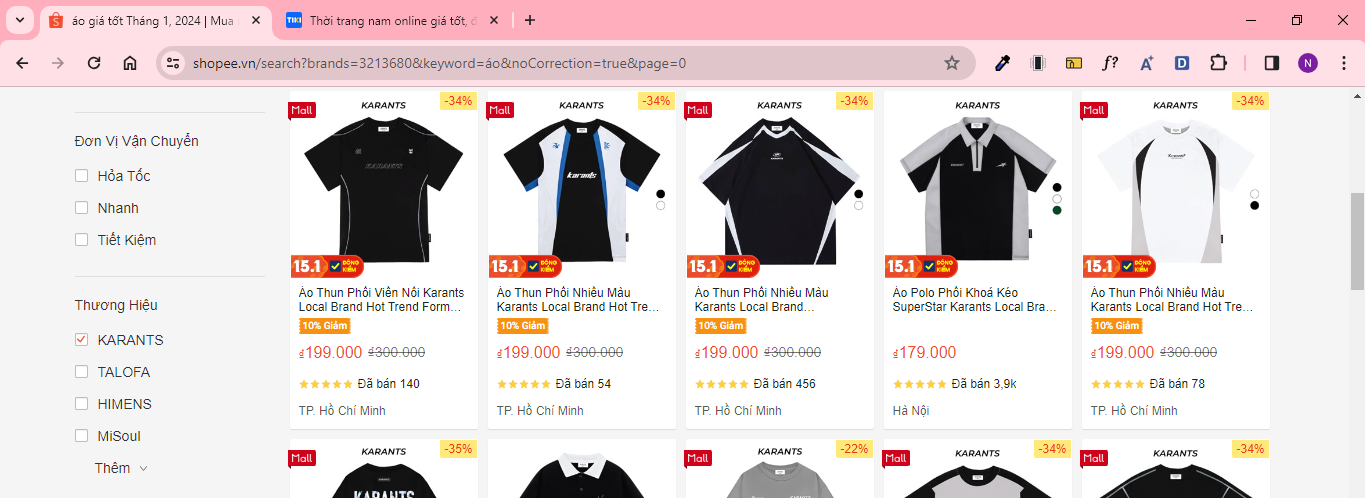 áo giá tốt Tháng 1, 2024 | Mua
TIKI
Thời trang nam online giá tốt, đ
shopee.vn/search?brands=3213680&keyword=áo&noCorrection=true&page=0
f?
A
D
N
Đơn Vị Vận Chuyển
Hỏa Tốc
Nhanh
Tiết Kiệm
Thương Hiệu
KARANTS
TALOFA
HIMENS
MiSoul
Thêm
Mall
KARANTS
-34%
KARANTS
15.1
ĐỒNG
KIỂM
Áo Thun Phối Viền Nổi Karants
Local Brand Hot Trend Form…
10% Giảm
₫199.000 ₫300.000
Đã bán 140
TP. Hồ Chí Minh
Mall
KARANTS
-34%
karants
15.1
ĐỒNG
KIỂM
Áo Thun Phối Nhiều Màu
Karants Local Brand Hot Tre…
10% Giảm
₫199.000 ₫300.000
Đã bán 54
TP. Hồ Chí Minh
Mall
KARANTS
-34%
15.1
ĐỒNG
KIỂM
Áo Thun Phối Nhiều Màu
Karants Local Brand…
10% Giảm
₫199.000 ₫300.000
Đã bán 456
TP. Hồ Chí Minh
KARANTS
15.1
ĐỒNG
KIỂM
Áo Polo Phối Khoá Kéo
SuperStar Karants Local Bra…
₫179.000
Đã bán 3,9k
Hà Nội
Mall
KARANTS
-34%
Karants
15.1
ĐỒNG
KIỂM
Áo Thun Phối Nhiều Màu
Karants Local Brand Hot Tre…
10% Giảm
₫199.000 ₫300.000
Đã bán 78
TP. Hồ Chí Minh
Mall
KARANTS
-35%
KARANTS
KARANTS
Mall
KARANTS
-22%
Mall
KARANTS
-34%
Mall
KARANTS
-34%